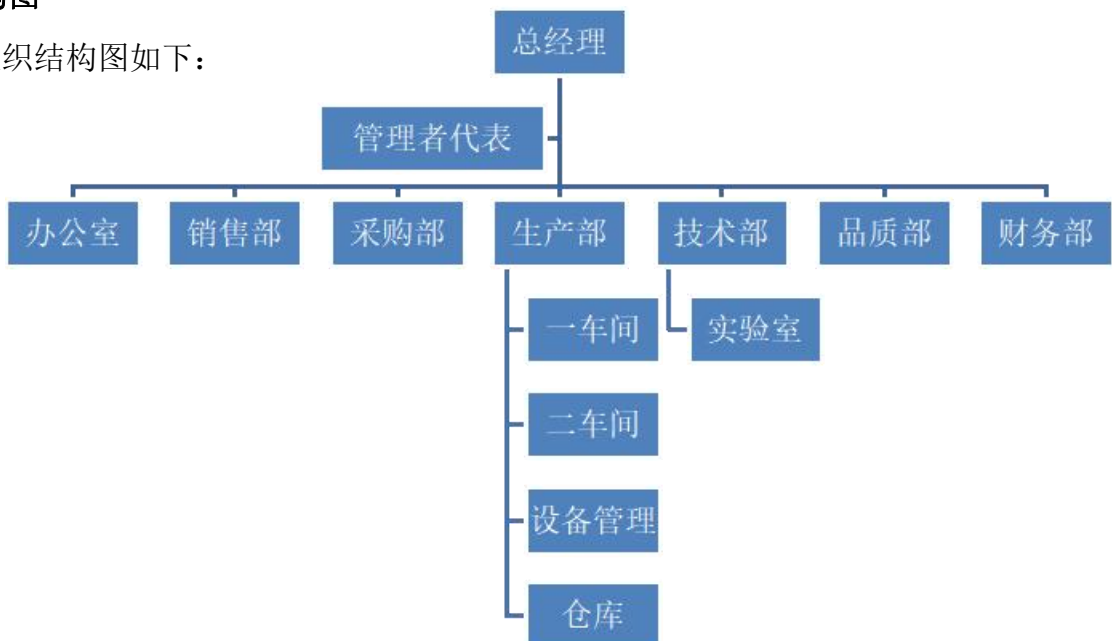 织结构图如下：
总经理
管理者代表
办公室
销售部
采购部
生产部
技术部
品质部
财务部
一车间
实验室
二车间
设备管理
仓库